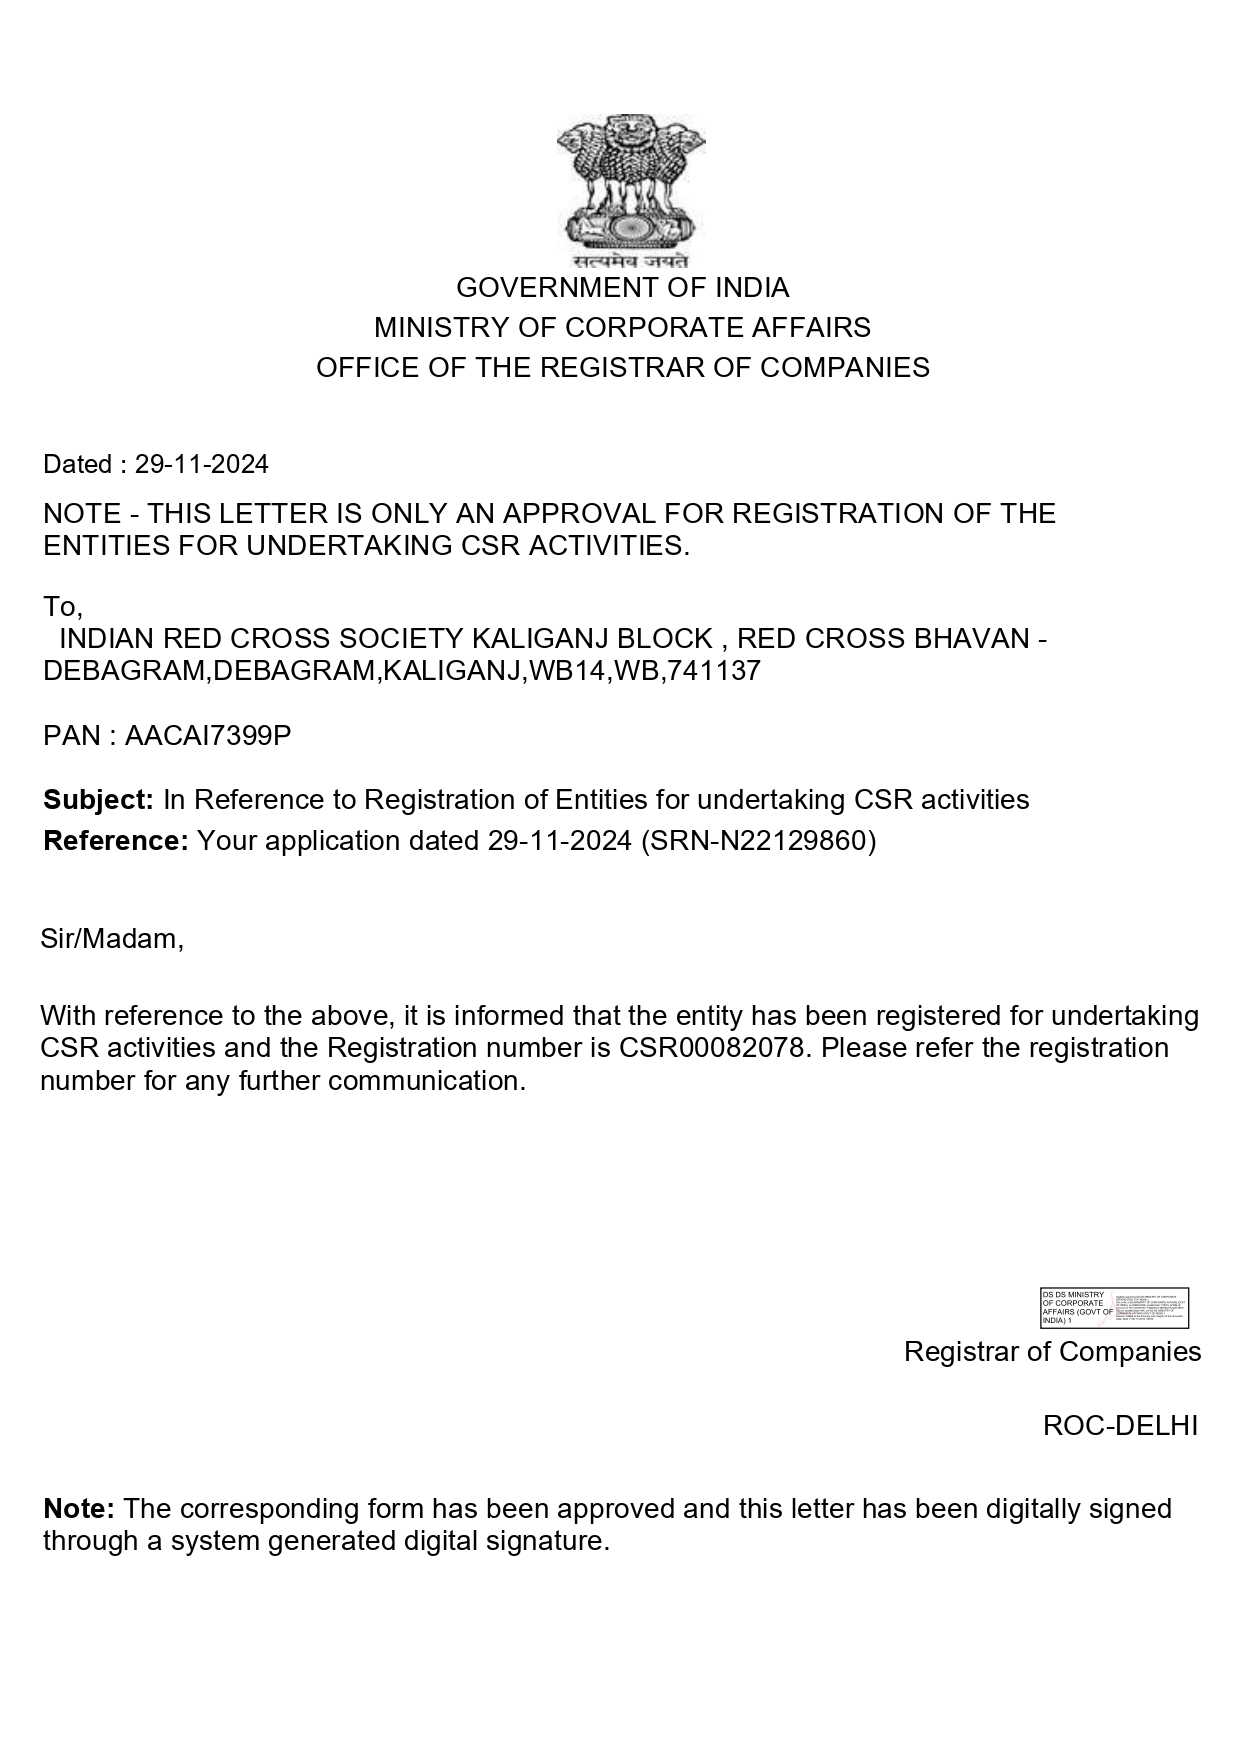 सत्यमेव जयते
GOVERNMENT OF INDIA
MINISTRY OF CORPORATE AFFAIRS
OFFICE OF THE REGISTRAR OF COMPANIES
Dated : 29-11-2024
NOTE - THIS LETTER IS ONLY AN APPROVAL FOR REGISTRATION OF THE
ENTITIES FOR UNDERTAKING CSR ACTIVITIES.
To,
INDIAN RED CROSS SOCIETY KALIGANJ BLOCK , RED CROSS BHAVAN -
DEBAGRAM,DEBAGRAM,KALIGANJ,WB14,WB,741137
PAN : AACAI7399P
Subject: In Reference to Registration of Entities for undertaking CSR activities
Reference: Your application dated 29-11-2024 (SRN-N22129860)
Sir/Madam,
With reference to the above, it is informed that the entity has been registered for undertaking
CSR activities and the Registration number is CSR00082078. Please refer the registration
number for any further communication.
DS DS MINISTRY
OF CORPORATE
AFFAIRS (GOVT OF
INDIA) 1
Registrar of Companies
ROC-DELHI
Note: The corresponding form has been approved and this letter has been digitally signed
through a system generated digital signature.